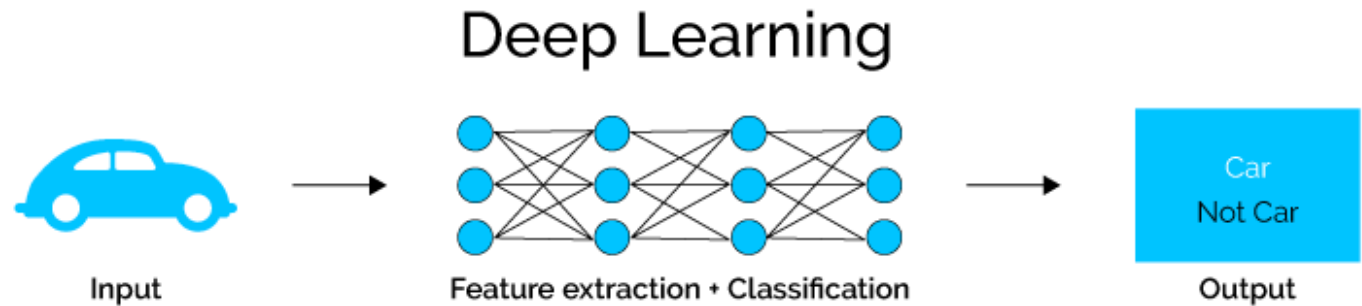 Deep Learning
Car
Not Car
Input
Feature extraction + Classification
Output